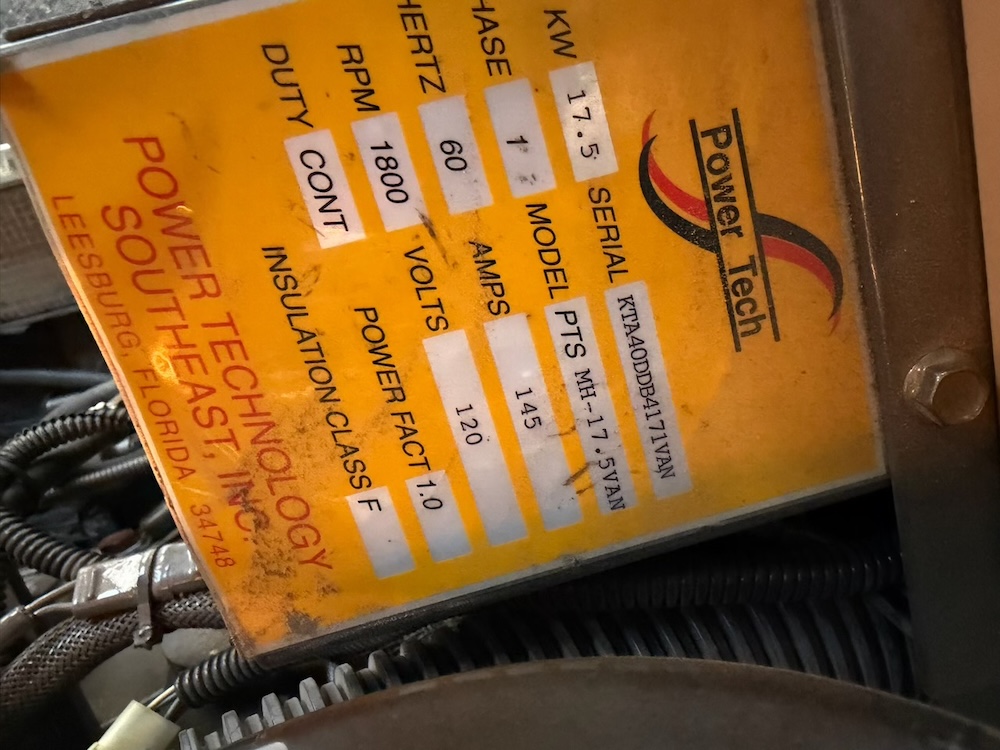 Power Tech
KW 17.5 SERIAL KTA40DDB4171VAN
HASE 1 MODEL PTS MH-17.5VAN
HERTZ 60 AMPS 145
RPM 1800 VOLTS 120
DUTY CONT POWER FACT 1.0
INSULATION CLASS F
POWER TECHNOLOGY
SOUTHEAST, INC.
LEESBURG, FLORIDA 34748